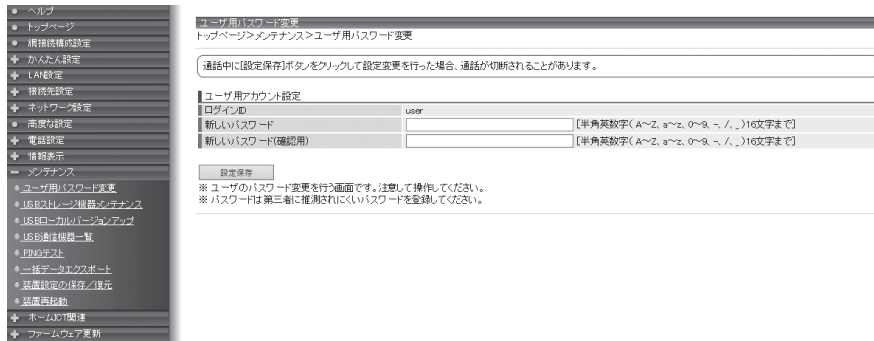 ヘルプ
トップページ
網接続構成設定
かんたん設定
LAN設定
接続先設定
ネットワーク設定
高度な設定
電話設定
情報表示
メンテナンス
ユーザ用パスワード変更
USBストレージ機器メンテナンス
USBローカルバージョンアップ
USB通信機器一覧
PINGテスト
一括データエクスポート
装置設定の保存/復元
装置再起動
ホームICT関連
ファームウェア更新
ユーザ用パスワード変更
トップページ>メンテナンス>ユーザ用パスワード変更
通話中に[設定保存]ボタンをクリックして設定変更を行った場合、通話が切断されることがあります。
ユーザ用アカウント設定
ログインID user
新しいパスワード [半角英数字( A~Z、a~z、0~9、-、/、_ )16文字まで]
新しいパスワード(確認用) [半角英数字( A~Z、a~z、0~9、-、/、_ )16文字まで]
設定保存
※ ユーザのパスワード変更を行う画面です。注意して操作してください。
※ パスワードは第三者に推測されにくいパスワードを登録してください。